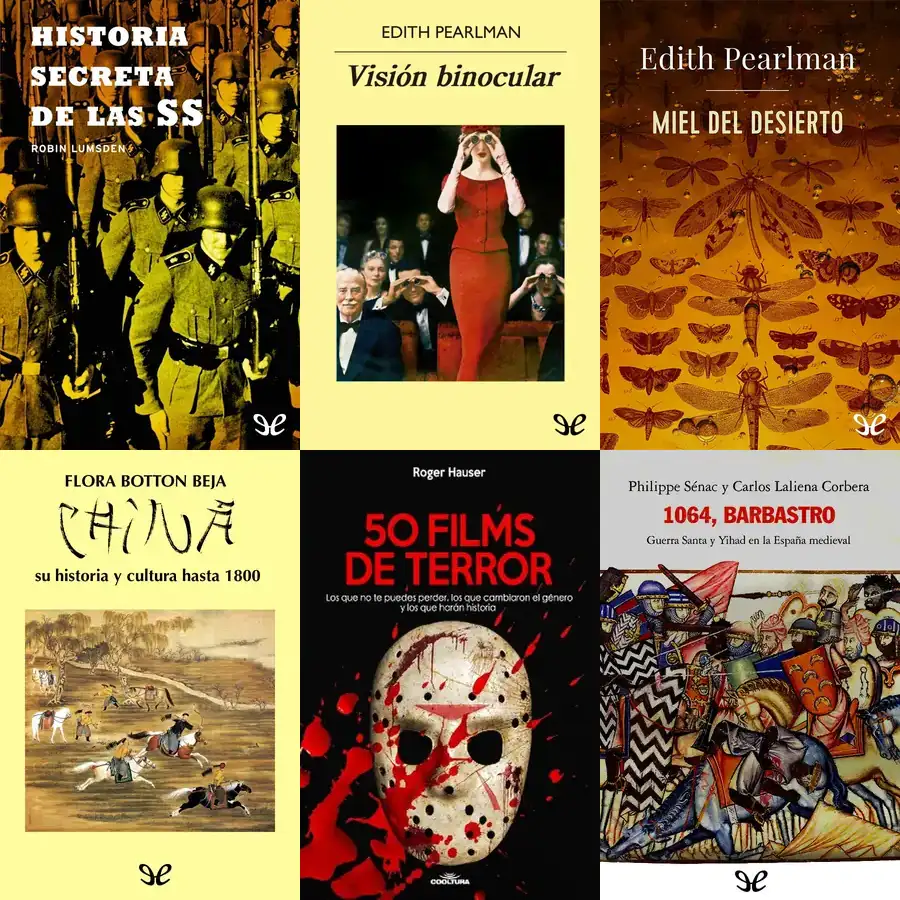 HISTORIA
SECRETA
DE LAS SS
ROBIN LUMSDEN
EDITH PEARLMAN
Visión binocular
Edith Pearlman
MIEL DEL DESIERTO
FLORA BOTTON BEJA
CHINA
su historia y cultura hasta 1800
Roger Hauser
50 FILMS
DE TERROR
Los que no te puedes perder, los que cambiaron el género
y los que harán historia
COOLTURA
Philippe Sénac y Carlos Laliena Corbera
1064, BARBASTRO
Guerra Santa y Yihad en la España medieval